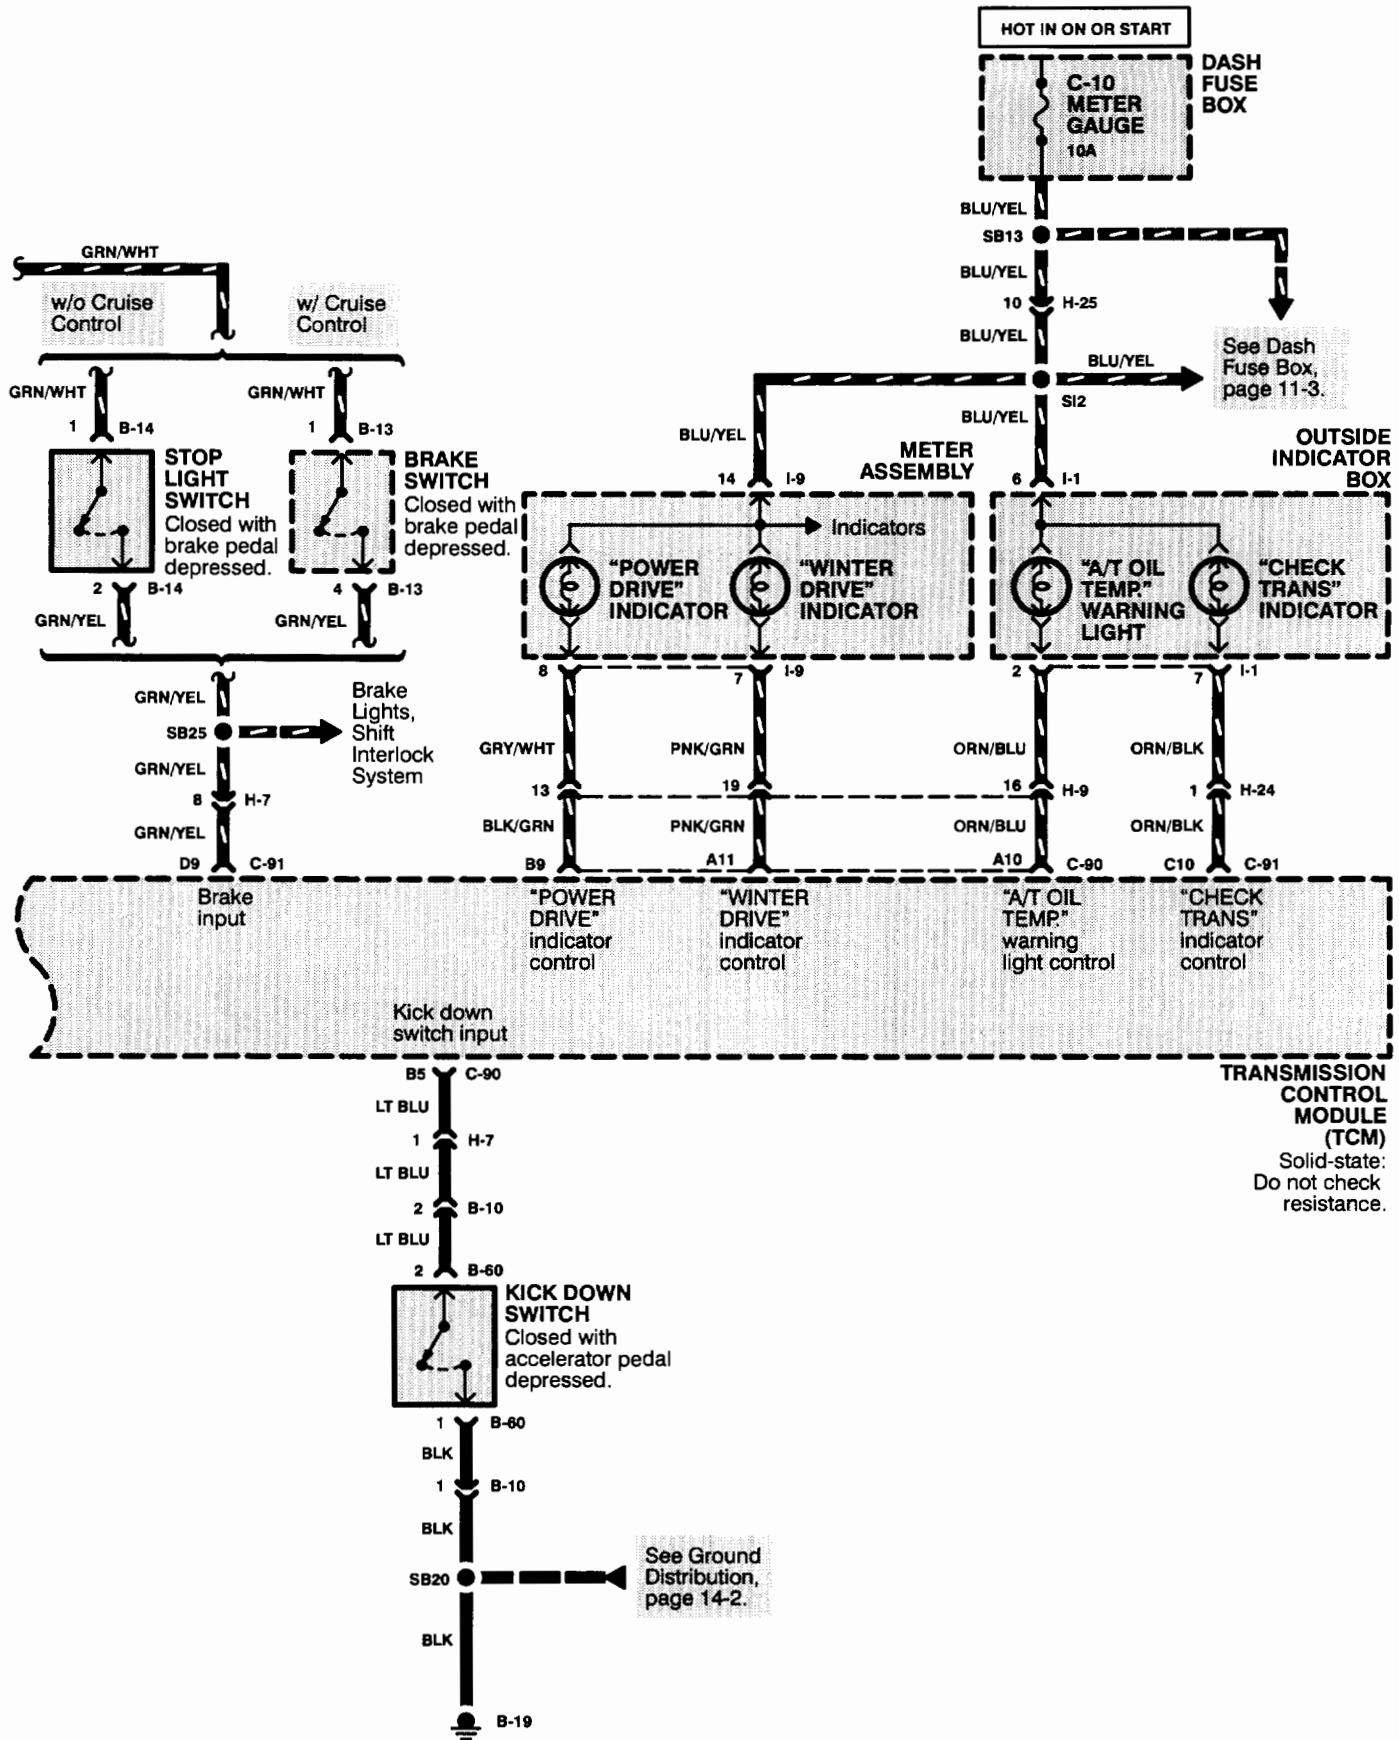 HOT IN ON OR START
DASH
FUSE
BOX
C-10
METER
GAUGE
10A
BLU/YEL
SB13
BLU/YEL
10
H-25
BLU/YEL
See Dash
Fuse Box,
page 11-3.
BLU/YEL
SI2
BLU/YEL
BLU/YEL
GRN/WHT
w/o Cruise
Control
w/ Cruise
Control
GRN/WHT
GRN/WHT
1
B-14
1
B-13
STOP
LIGHT
SWITCH
Closed with
brake pedal
depressed.
BRAKE
SWITCH
Closed with
brake pedal
depressed.
2
B-14
4
B-13
GRN/YEL
GRN/YEL
GRN/YEL
SB25
Brake
Lights,
Shift
Interlock
System
GRN/YEL
8
H-7
GRN/YEL
D9
C-91
METER
ASSEMBLY
14
I-9
Indicators
"POWER
DRIVE"
INDICATOR
"WINTER
DRIVE"
INDICATOR
8
7
I-9
OUTSIDE
INDICATOR
BOX
6
I-1
"A/T OIL
TEMP."
WARNING
LIGHT
"CHECK
TRANS"
INDICATOR
2
7
I-1
GRY/WHT
PNK/GRN
ORN/BLU
ORN/BLK
13
19
16
H-9
1
H-24
BLK/GRN
PNK/GRN
ORN/BLU
ORN/BLK
B9
A11
A10
C-90
C10
C-91
Brake
input
"POWER
DRIVE"
indicator
control
"WINTER
DRIVE"
indicator
control
"A/T OIL
TEMP."
warning
light control
"CHECK
TRANS"
indicator
control
Kick down
switch input
TRANSMISSION
CONTROL
MODULE
(TCM)
Solid-state:
Do not check
resistance.
B5
C-90
LT BLU
1
H-7
LT BLU
2
B-10
LT BLU
2
B-60
KICK DOWN
SWITCH
Closed with
accelerator pedal
depressed.
1
B-60
BLK
1
B-10
BLK
SB20
See Ground
Distribution,
page 14-2.
BLK
B-19